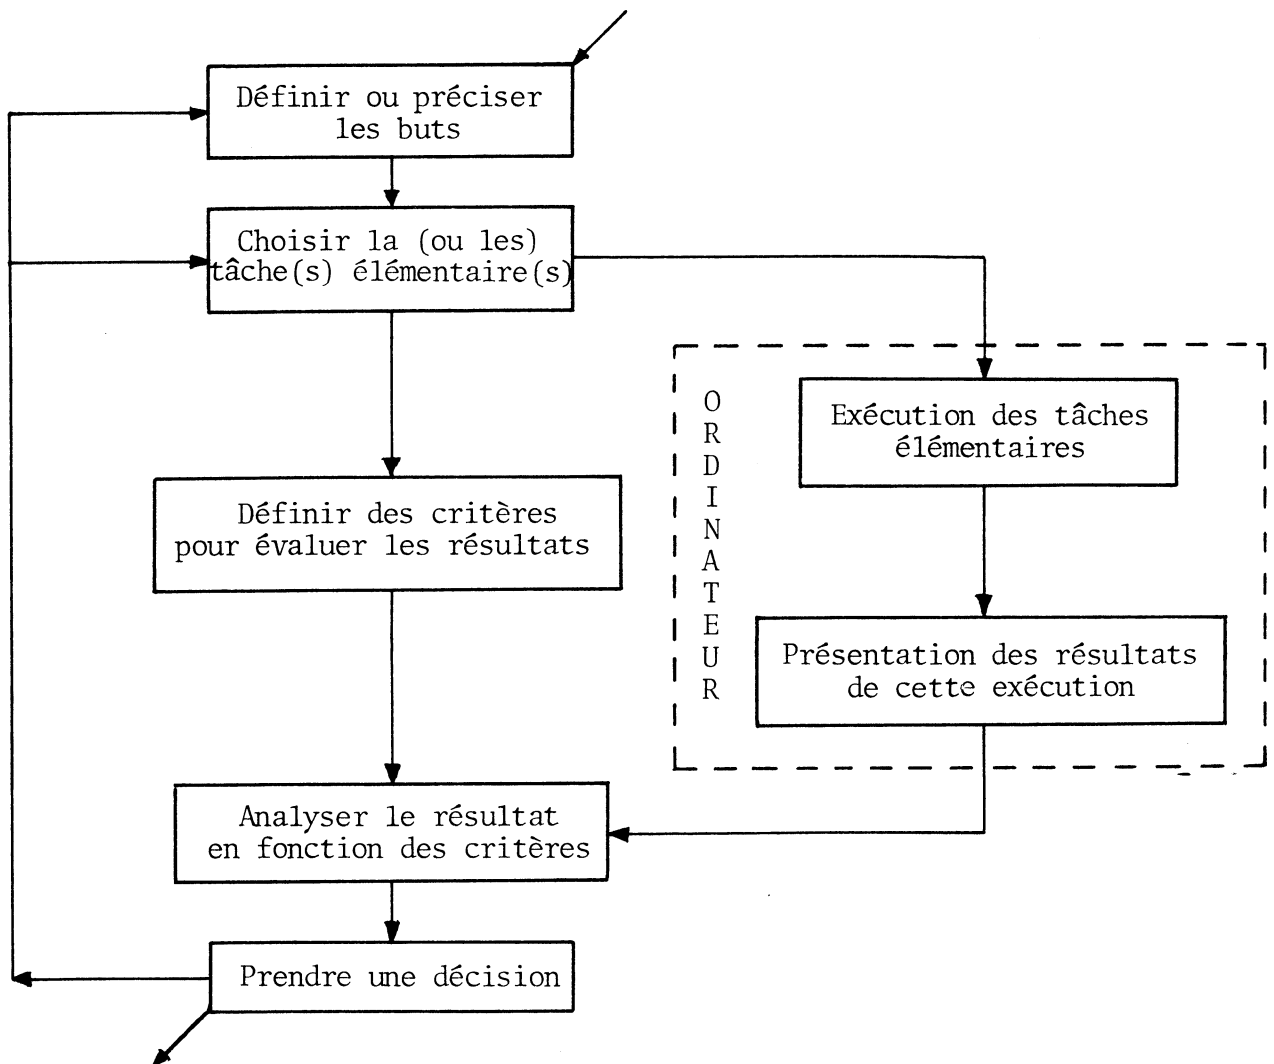 Définir ou préciser
les buts
Choisir la (ou les)
tâche(s) élémentaire(s)
Définir des critères
pour évaluer les résultats
Analyser le résultat
en fonction des critères
Prendre une décision
ORDINATEUR
Exécution des tâches
élémentaires
Présentation des résultats
de cette exécution